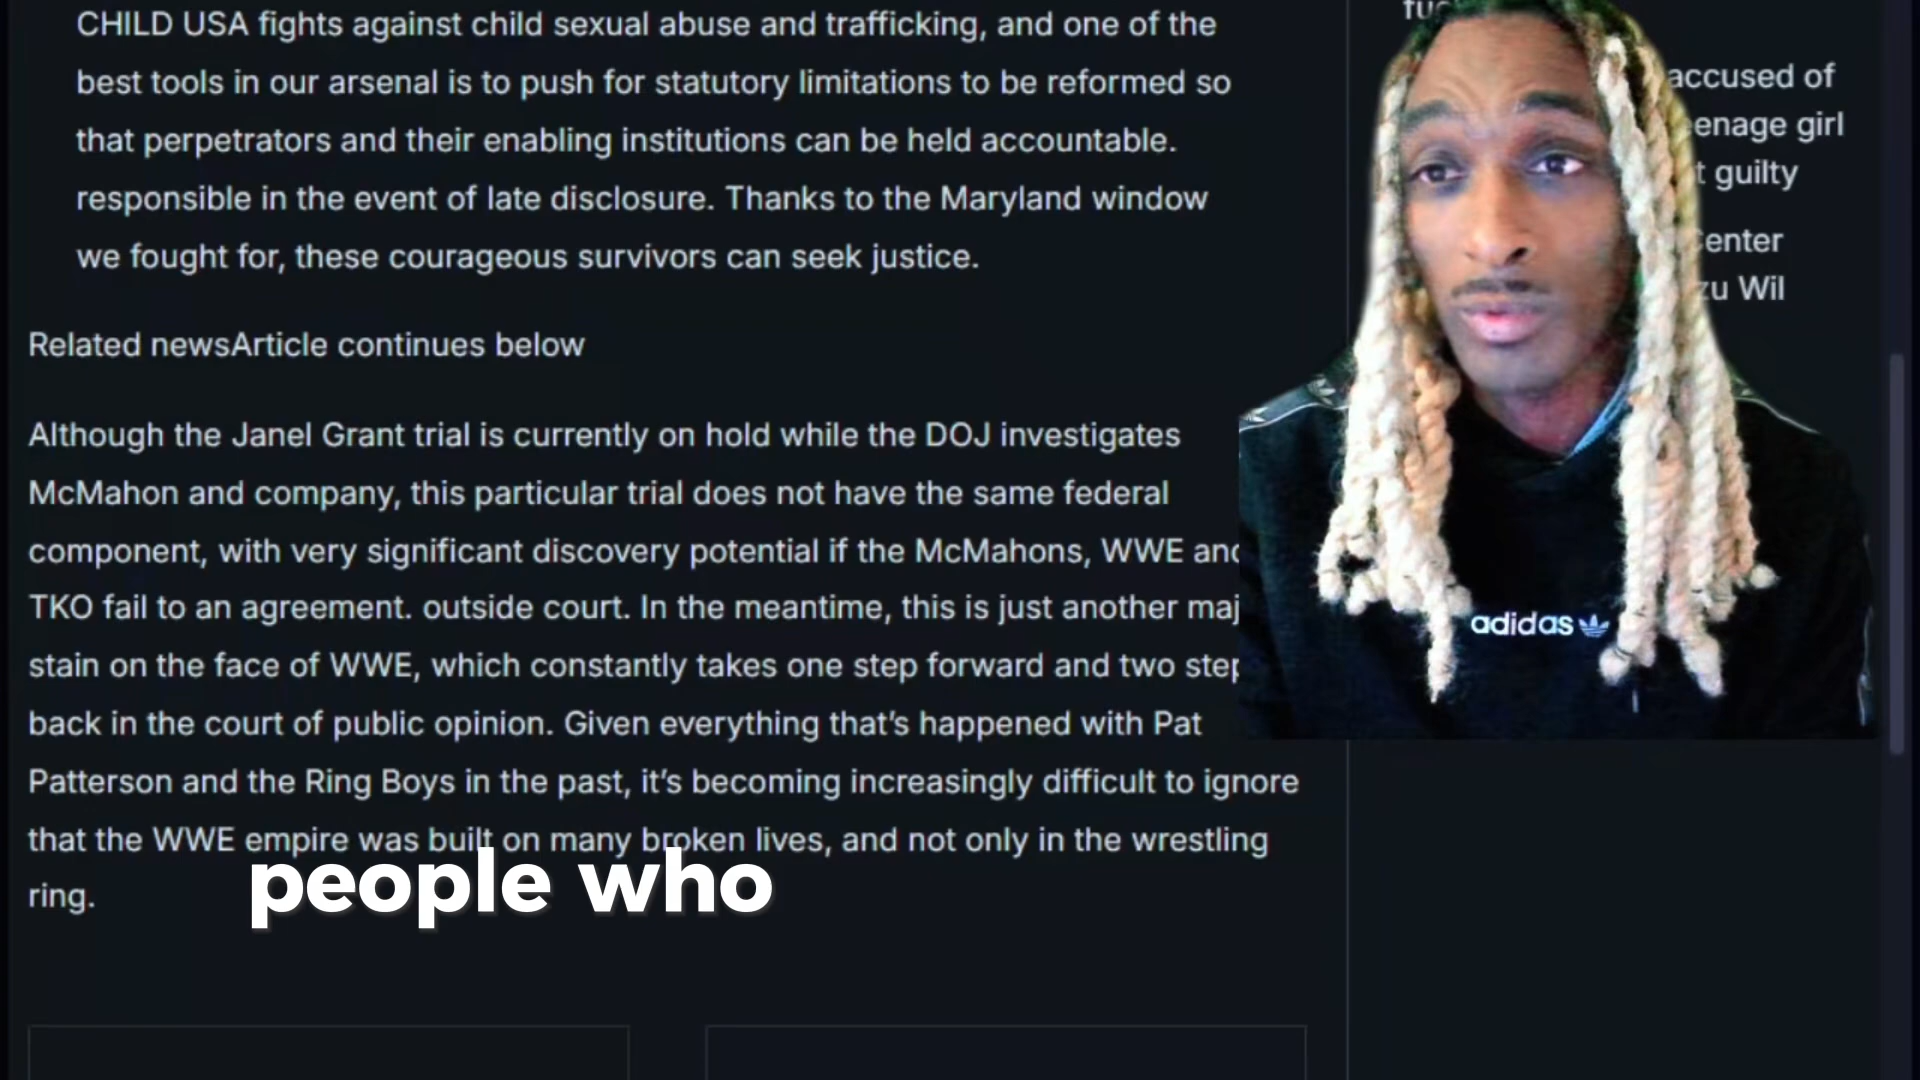 CHILD USA fights against child sexual abuse and trafficking, and one of the
best tools in our arsenal is to push for statutory limitations to be reformed so
that perpetrators and their enabling institutions can be held accountable.
responsible in the event of late disclosure. Thanks to the Maryland window
we fought for, these courageous survivors can seek justice.
Related newsArticle continues below
Although the Janel Grant trial is currently on hold while the DOJ investigates
McMahon and company, this particular trial does not have the same federal
component, with very significant discovery potential if the McMahons, WWE and
TKO fail to an agreement. outside court. In the meantime, this is just another maj
stain on the face of WWE, which constantly takes one step forward and two step
back in the court of public opinion. Given everything that's happened with Pat
Patterson and the Ring Boys in the past, it's becoming increasingly difficult to ignore
that the WWE empire was built on many broken lives, and not only in the wrestling
ring.
people who
accused of
enage girl
t guilty
enter
zu Wil
adidas